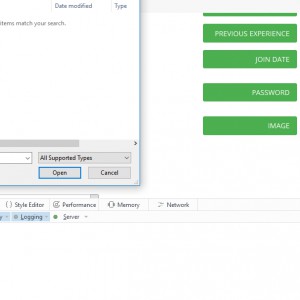 Date modified
Type
items match your search.
PREVIOUS EXPERIENCE
JOIN DATE
PASSWORD
IMAGE
All Supported Types
Open
Cancel
Style Editor
Performance
Memory
Network
Logging
Server